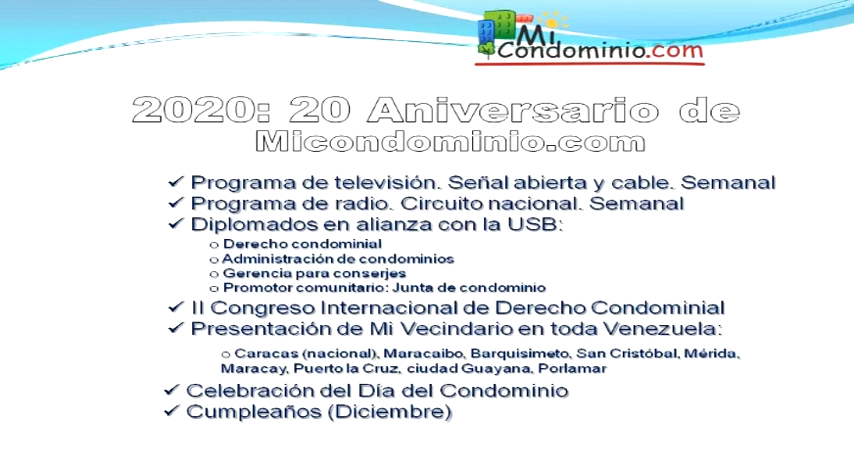 Mi
Condominio.com
2020: 20 Aniversario de
Micondominio.com
✓ Programa de televisión. Señal abierta y cable. Semanal
✓ Programa de radio. Circuito nacional. Semanal
✓ Diplomados en alianza con la USB:
o Derecho condominial
o Administración de condominios
o Gerencia para conserjes
o Promotor comunitario: Junta de condominio
✓ II Congreso Internacional de Derecho Condominial
✓ Presentación de Mi Vecindario en toda Venezuela:
o Caracas (nacional), Maracaibo, Barquisimeto, San Cristóbal, Mérida,
Maracay, Puerto la Cruz, ciudad Guayana, Porlamar
✓ Celebración del Día del Condominio
✓ Cumpleaños (Diciembre)